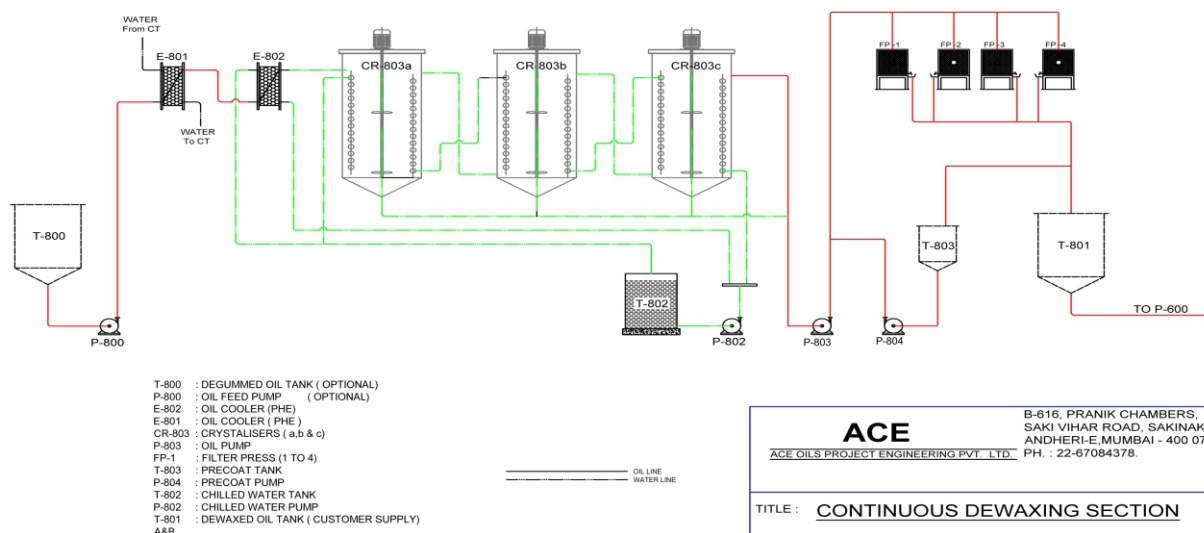 WATER
From CT
E-801
E-802
CR-803a
CR-803b
CR-803c
FP-1
FP-2
FP-3
FP-4
WATER
To CT
T-800
T-803
T-801
T-802
TO P-600
P-800
P-802
P-803
P-804
T-800 : DEGUMMED OIL TANK ( OPTIONAL)
P-800 : OIL FEED PUMP ( OPTIONAL)
E-802 : OIL COOLER (PHE)
E-801 : OIL COOLER ( PHE )
CR-803 : CRYSTALISERS ( a,b & c)
P-803 : OIL PUMP
FP-1 : FILTER PRESS (1 TO 4)
T-803 : PRECOAT TANK
P-804 : PRECOAT PUMP
T-802 : CHILLED WATER TANK
P-802 : CHILLED WATER PUMP
T-801 : DEWAXED OIL TANK ( CUSTOMER SUPPLY)
A&B
OIL LINE
WATER LINE
ACE
ACE OILS PROJECT ENGINEERING PVT. LTD.
B-616, PRANIK CHAMBERS,
SAKI VIHAR ROAD, SAKINAK
ANDHERI-E,MUMBAI - 400 07
PH. : 22-67084378.
TITLE : CONTINUOUS DEWAXING SECTION